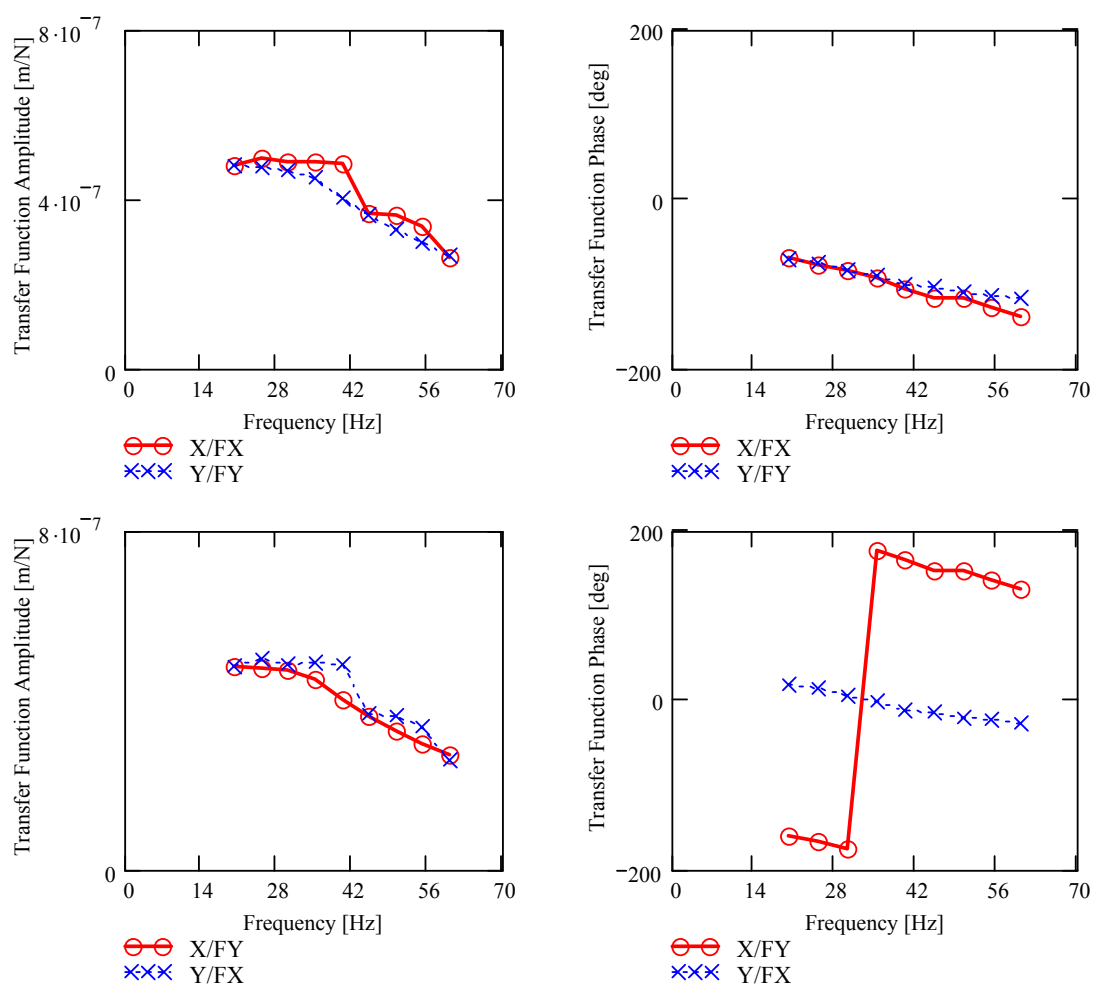 Transfer Function Amplitude [m/N]
8·10⁻⁷
4·10⁻⁷
0
0 14 28 42 56 70
Frequency [Hz]
X/FX
Y/FY
Transfer Function Phase [deg]
200
0
−200
0 14 28 42 56 70
Frequency [Hz]
X/FX
Y/FY
Transfer Function Amplitude [m/N]
8·10⁻⁷
0
0 14 28 42 56 70
Frequency [Hz]
X/FY
Y/FX
Transfer Function Phase [deg]
200
0
−200
0 14 28 42 56 70
Frequency [Hz]
X/FY
Y/FX